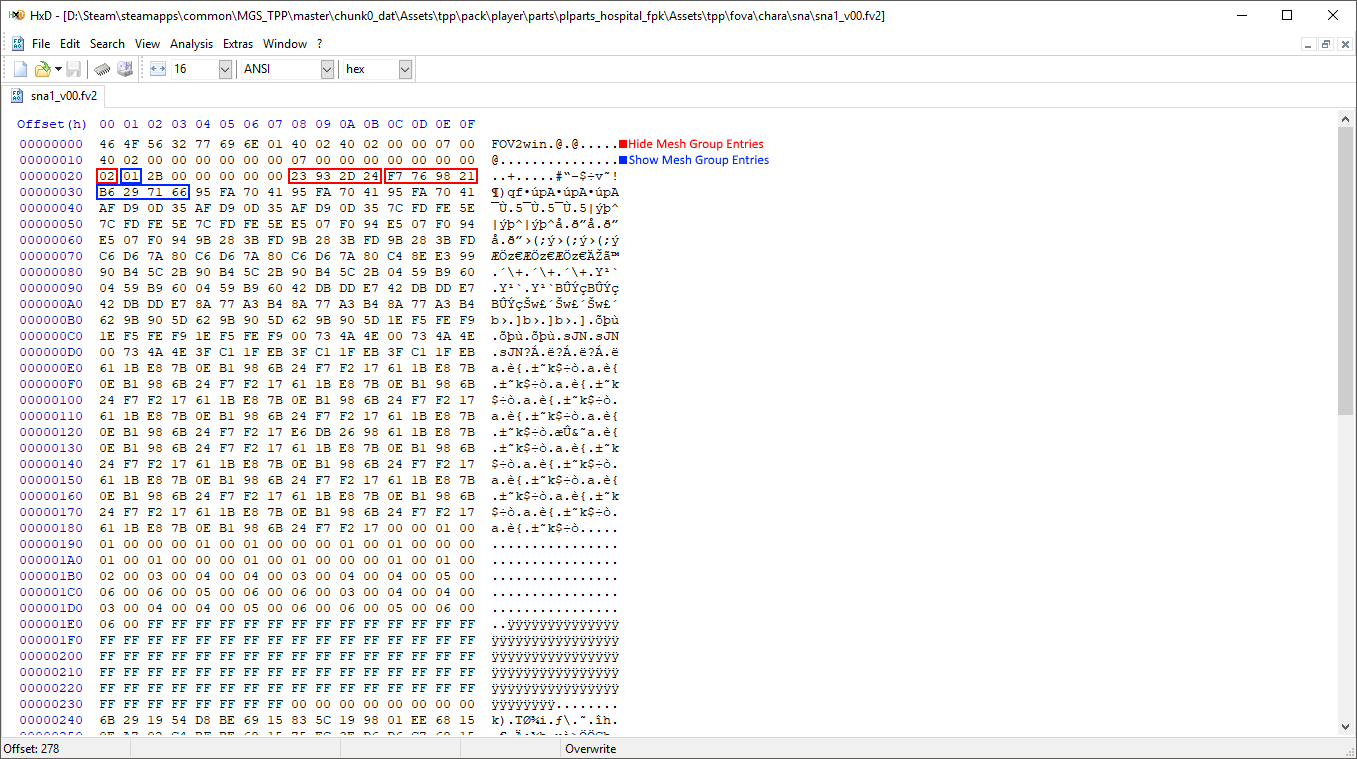 HxD - [D:\Steam\steamapps\common\MGS_TPP\master\chunk0_dat\Assets\tpp\pack\player\parts\plparts_hospital_fpk\Assets\tpp\fova\chara\sna\sna1_v00.fv2]
File Edit Search View Analysis Extras Window ?
16 ANSI hex
sna1_v00.fv2
Offset(h) 00 01 02 03 04 05 06 07 08 09 0A 0B 0C 0D 0E 0F
00000000 46 4F 56 32 77 69 6E 01 40 02 40 02 00 00 07 00 FOV2win.@.@..... Hide Mesh Group Entries
00000010 40 02 00 00 00 00 00 07 00 00 00 00 00 00 00 00 @............... Show Mesh Group Entries
00000020 02 01 2B 00 00 00 00 00 23 93 2D 24 F7 76 98 21 ..+.....#“-$÷v˜!
00000030 B6 29 71 66 95 FA 70 41 95 FA 70 41 95 FA 70 41 ¶)qf•úpA•úpA•úpA
00000040 AF D9 0D 35 AF D9 0D 35 AF D9 0D 35 7C FD FE 5E ¯Ù.5¯Ù.5¯Ù.5|ýþ^
00000050 7C FD FE 5E 7C FD FE 5E E5 07 F0 94 E5 07 F0 94 |ýþ^|ýþ^å.ð”å.ð”
00000060 E5 07 F0 94 9B 28 3B FD 9B 28 3B FD 9B 28 3B FD å.ð”›(;ý›(;ý›(;ý
00000070 C6 D6 7A 80 C6 D6 7A 80 C6 D6 7A 80 C4 8E E3 99 ÆÖz€ÆÖz€ÆÖz€ÄŽã™
00000080 90 B4 5C 2B 90 B4 5C 2B 90 B4 5C 2B 04 59 B9 60 .´\+.´\+.´\+.Y¹`
00000090 04 59 B9 60 04 59 B9 60 42 DB DD E7 42 DB DD E7 .Y¹`.Y¹`BÛÝçBÛÝç
000000A0 42 DB DD E7 8A 77 A3 B4 8A 77 A3 B4 8A 77 A3 B4 BÛÝçŠw£´Šw£´Šw£´
000000B0 62 9B 90 5D 62 9B 90 5D 62 9B 90 5D 1E F5 FE F9 b›.]b›.]b›.].õþù
000000C0 1E F5 FE F9 1E F5 FE F9 00 73 4A 4E 00 73 4A 4E .õþù.õþù.sJN.sJN
000000D0 00 73 4A 4E 3F C1 1F EB 3F C1 1F EB 3F C1 1F EB .sJN?Á.ë?Á.ë?Á.ë
000000E0 61 1B E8 7B 0E B1 98 6B 24 F7 F2 17 61 1B E8 7B a.è{.±˜k$÷ò.a.è{
000000F0 0E B1 98 6B 24 F7 F2 17 61 1B E8 7B 0E B1 98 6B .±˜k$÷ò.a.è{.±˜k
00000100 24 F7 F2 17 61 1B E8 7B 0E B1 98 6B 24 F7 F2 17 $÷ò.a.è{.±˜k$÷ò.
00000110 61 1B E8 7B 0E B1 98 6B 24 F7 F2 17 61 1B E8 7B a.è{.±˜k$÷ò.a.è{
00000120 0E B1 98 6B 24 F7 F2 17 E6 DB 26 98 61 1B E8 7B .±˜k$÷ò.æÛ&˜a.è{
00000130 0E B1 98 6B 24 F7 F2 17 61 1B E8 7B 0E B1 98 6B .±˜k$÷ò.a.è{.±˜k
00000140 24 F7 F2 17 61 1B E8 7B 0E B1 98 6B 24 F7 F2 17 $÷ò.a.è{.±˜k$÷ò.
00000150 61 1B E8 7B 0E B1 98 6B 24 F7 F2 17 61 1B E8 7B a.è{.±˜k$÷ò.a.è{
00000160 0E B1 98 6B 24 F7 F2 17 61 1B E8 7B 0E B1 98 6B .±˜k$÷ò.a.è{.±˜k
00000170 24 F7 F2 17 61 1B E8 7B 0E B1 98 6B 24 F7 F2 17 $÷ò.a.è{.±˜k$÷ò.
00000180 61 1B E8 7B 0E B1 98 6B 24 F7 F2 17 00 00 01 00 a.è{.±˜k$÷ò.....
00000190 01 00 00 00 01 00 01 00 00 00 01 00 01 00 00 00 ................
000001A0 01 00 01 00 00 00 01 00 01 00 00 00 01 00 01 00 ................
000001B0 02 00 03 00 04 00 04 00 03 00 04 00 04 00 05 00 ................
000001C0 06 00 06 00 05 00 06 00 06 00 03 00 04 00 04 00 ................
000001D0 03 00 04 00 04 00 05 00 06 00 06 00 05 00 06 00 ................
000001E0 06 00 FF FF FF FF FF FF FF FF FF FF FF FF FF FF ..ÿÿÿÿÿÿÿÿÿÿÿÿÿÿ
000001F0 FF FF FF FF FF FF FF FF FF FF FF FF FF FF FF FF ÿÿÿÿÿÿÿÿÿÿÿÿÿÿÿÿ
00000200 FF FF FF FF FF FF FF FF FF FF FF FF FF FF FF FF ÿÿÿÿÿÿÿÿÿÿÿÿÿÿÿÿ
00000210 FF FF FF FF FF FF FF FF FF FF FF FF FF FF FF FF ÿÿÿÿÿÿÿÿÿÿÿÿÿÿÿÿ
00000220 FF FF FF FF FF FF FF FF FF FF FF FF FF FF FF FF ÿÿÿÿÿÿÿÿÿÿÿÿÿÿÿÿ
00000230 FF FF FF FF FF FF FF FF 00 00 00 00 00 00 00 00 ÿÿÿÿÿÿÿÿ........
00000240 6B 29 19 54 D8 BE 69 15 83 5C 19 98 01 EE 68 15 k).TØ¾i.ƒ\.˜.îh.
Offset: 278 Overwrite